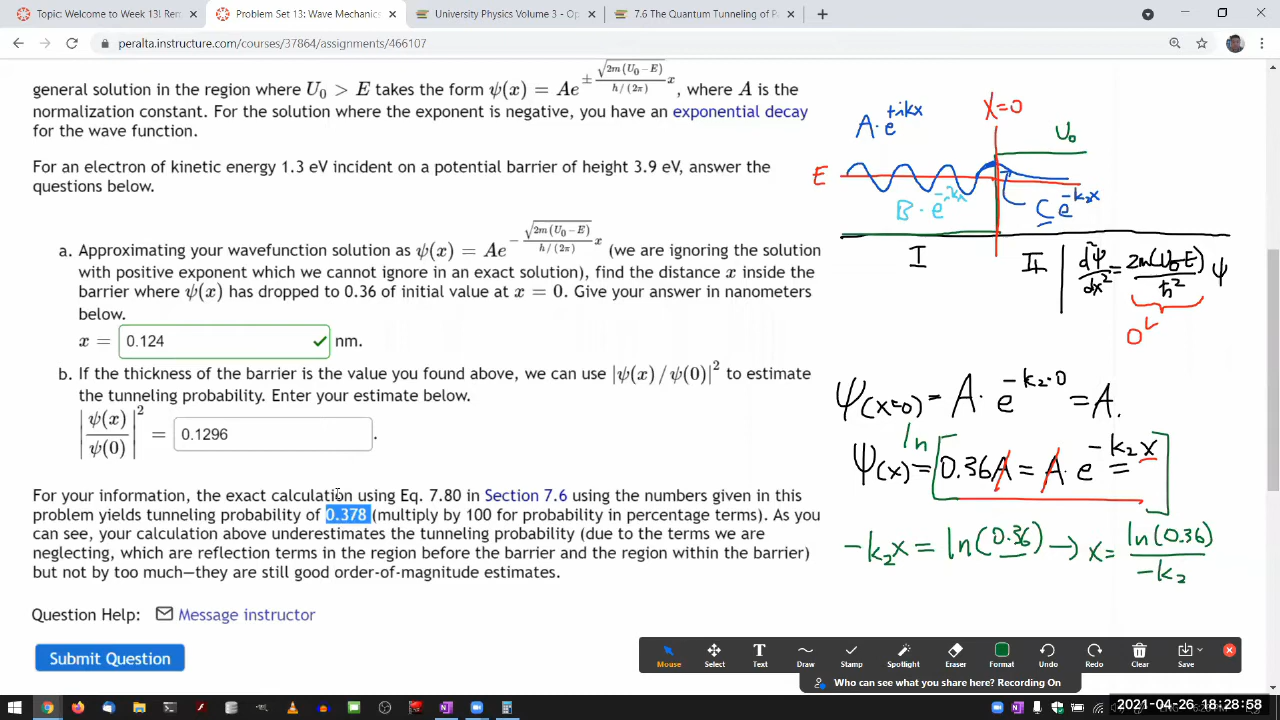 Topic: Welcome to Week 13!
Problem Set 13: Wave Mechanics
University Physics Volume 3 - Op
7.6 The Quantum Tunneling of P
peralta.instructure.com/courses/37864/assignments/466107
general solution in the region where U₀ > E takes the form ψ(x) = Ae^{±\frac{√(2m(U₀−E))}{h/(2π)}x}, where A is the
normalization constant. For the solution where the exponent is negative, you have an exponential decay
for the wave function.
For an electron of kinetic energy 1.3 eV incident on a potential barrier of height 3.9 eV, answer the
questions below.
a. Approximating your wavefunction solution as ψ(x) = Ae^{−\frac{√(2m(U₀−E))}{h/(2π)}x} (we are ignoring the solution
with positive exponent which we cannot ignore in an exact solution), find the distance x inside the
barrier where ψ(x) has dropped to 0.36 of initial value at x = 0. Give your answer in nanometers
below.
x = 0.124 nm.
b. If the thickness of the barrier is the value you found above, we can use |ψ(x)/ψ(0)|² to estimate
the tunneling probability. Enter your estimate below.
|ψ(x)/ψ(0)|² = 0.1296 .
For your information, the exact calculation using Eq. 7.80 in Section 7.6 using the numbers given in this
problem yields tunneling probability of 0.378 (multiply by 100 for probability in percentage terms). As you
can see, your calculation above underestimates the tunneling probability (due to the terms we are
neglecting, which are reflection terms in the region before the barrier and the region within the barrier)
but not by too much—they are still good order-of-magnitude estimates.
Question Help: Message instructor
Submit Question
A·e^{+ikx}
x=0
U₀
E
B·e^{-ikx}
C e^{-k₂x}
I
II
d²ψ/dx² = 2m(U₀-E)/ħ² ψ
ψ(x=0) = A· e^{-k₂·0} = A.
ln
ψ(x) = 0.36A = A·e^{-k₂x} =
-k₂x = ln(0.36) → x = ln(0.36)/-k₂
Mouse Select Text Draw Stamp Spotlight Eraser Format Undo Redo Clear Save
Who can see what you share here? Recording On
2021-04-26 18:28:58